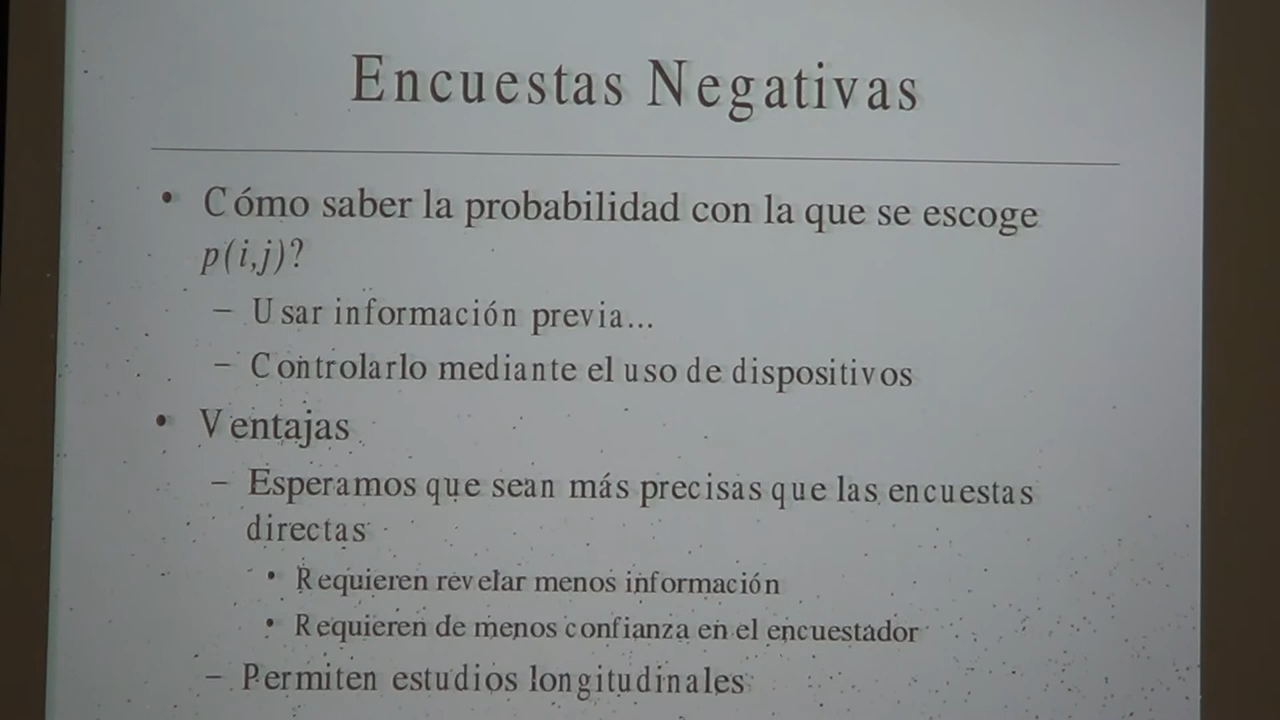 Encuestas Negativas
• Cómo saber la probabilidad con la que se escoge
p(i,j)?
– Usar información previa...
– Controlarlo mediante el uso de dispositivos
• Ventajas
– Esperamos que sean más precisas que las encuestas
directas
• Requieren revelar menos información
• Requieren de menos confianza en el encuestador
– Permiten estudios longitudinales